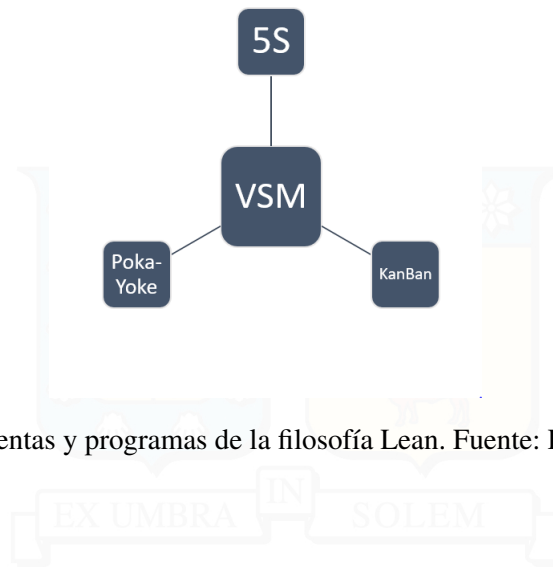 5S
VSM
Poka-
Yoke
KanBan
entas y programas de la filosofía Lean. Fuente:
IN
EX UMBRA
SOLEM